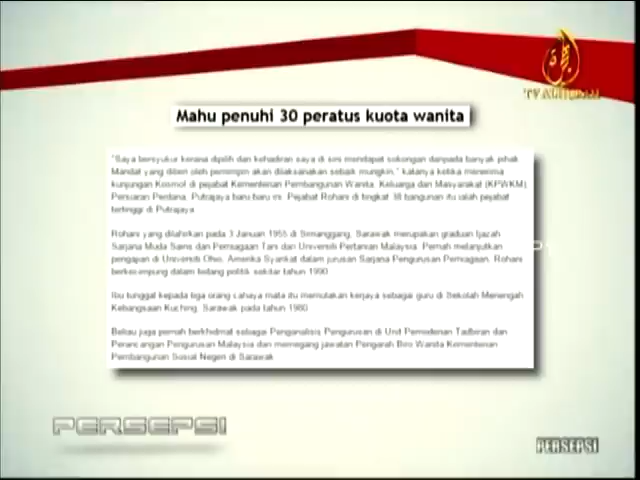 TV ALHIJRAH
Mahu penuhi 30 peratus kuota wanita
"Saya bersyukur kerana dipilih dan kehadiran saya di sini mendapat sokongan daripada banyak pihak.
Mandat yang diberi oleh pemimpin akan dilaksanakan sebaik mungkin," katanya ketika menerima
kunjungan Kosmo! di pejabat Kementerian Pembangunan Wanita, Keluarga dan Masyarakat (KPWKM),
Persiaran Perdana, Putrajaya baru-baru ini. Pejabat Rohani di tingkat 38 bangunan itu ialah pejabat
tertinggi di Putrajaya.
Rohani yang dilahirkan pada 3 Januari 1955 di Simanggang, Sarawak merupakan graduan Ijazah
Sarjana Muda Sains dan Perniagaan Tani dari Universiti Pertanian Malaysia. Pernah melanjutkan
pengajian di Universiti Ohio, Amerika Syarikat dalam jurusan Sarjana Pengurusan Perniagaan. Rohani
berkecimpung dalam bidang politik sekitar tahun 1990.
Ibu tunggal kepada tiga orang cahaya mata itu memulakan kerjaya sebagai guru di Sekolah Menengah
Kebangsaan Kuching, Sarawak pada tahun 1980.
Beliau juga pernah berkhidmat sebagai Penganalisis Pengurusan di Unit Pemodenan Tadbiran dan
Perancangan Pengurusan Malaysia dan memegang jawatan Pengarah Biro Wanita Kementerian
Pembangunan Sosial Negeri di Sarawak
PERSEPSI
PERSEPSI